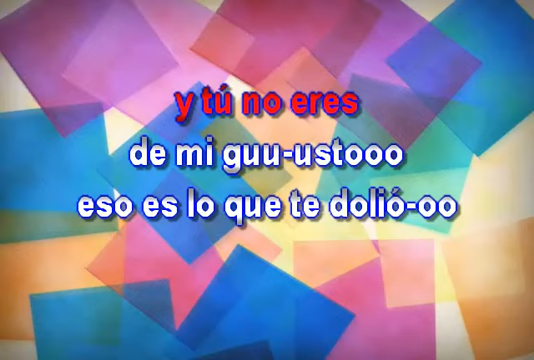 y tú no eres
de mi guu-ustooo
eso es lo que te dolió-oo